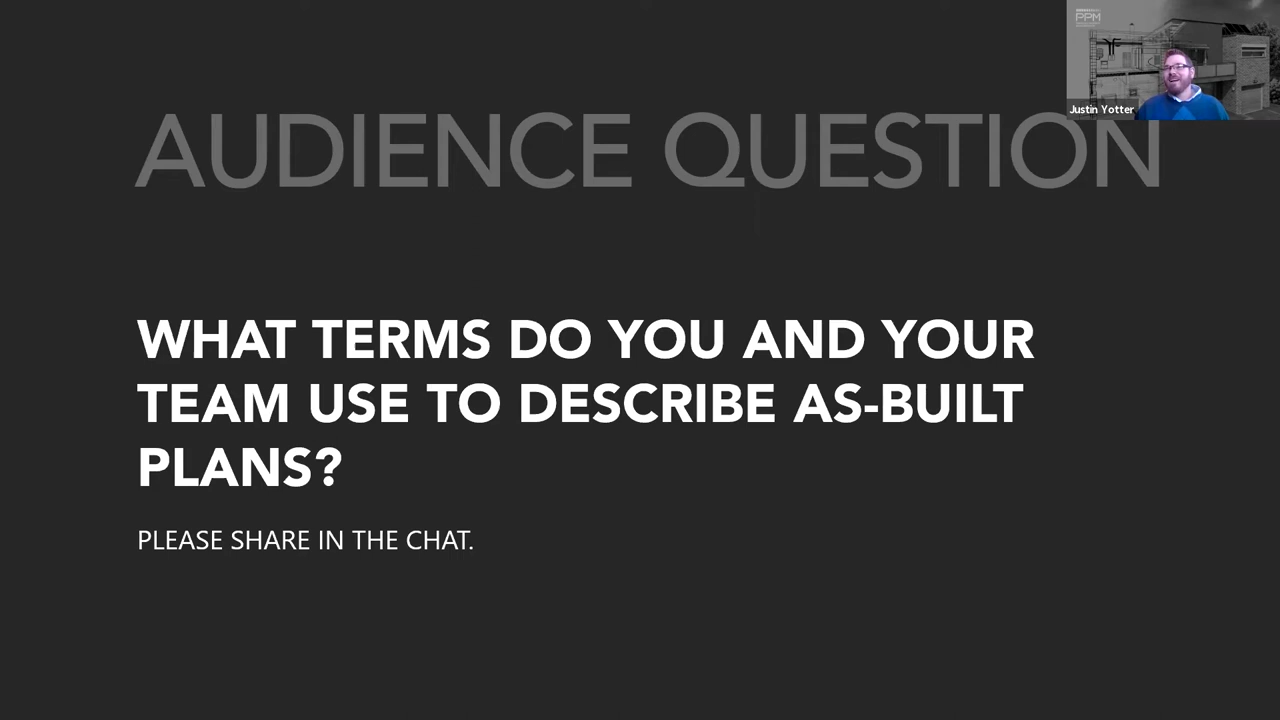 PPM
Justin Yotter
AUDIENCE QUESTION
WHAT TERMS DO YOU AND YOUR
TEAM USE TO DESCRIBE AS-BUILT
PLANS?
PLEASE SHARE IN THE CHAT.